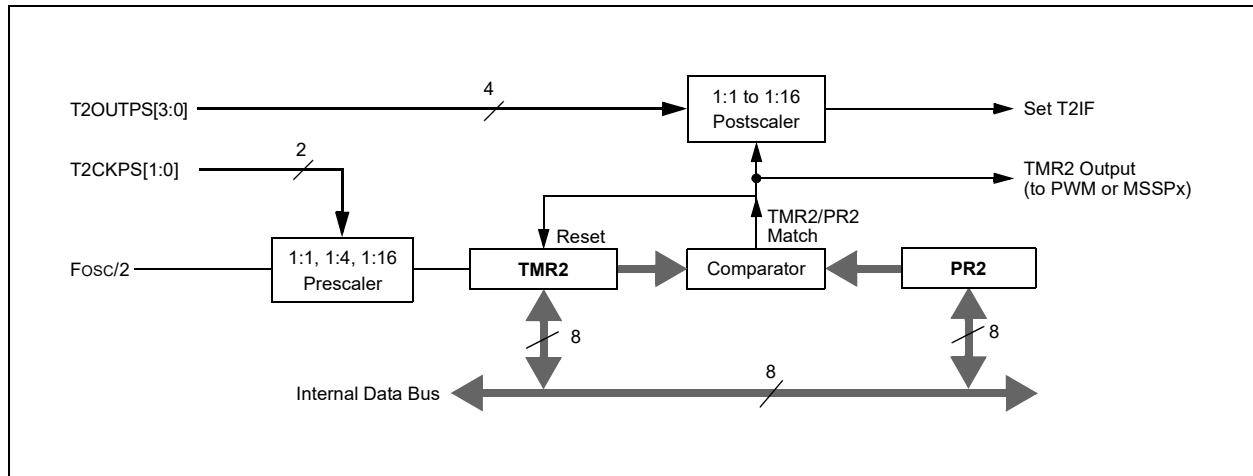 4
T2OUTPS[3:0]
1:1 to 1:16
Postscaler
Set T2IF
2
T2CKPS[1:0]
TMR2 Output
(to PWM or MSSPx)
TMR2/PR2
Match
Reset
FOSC/2
1:1, 1:4, 1:16
Prescaler
TMR2
Comparator
PR2
8
8
8
Internal Data Bus